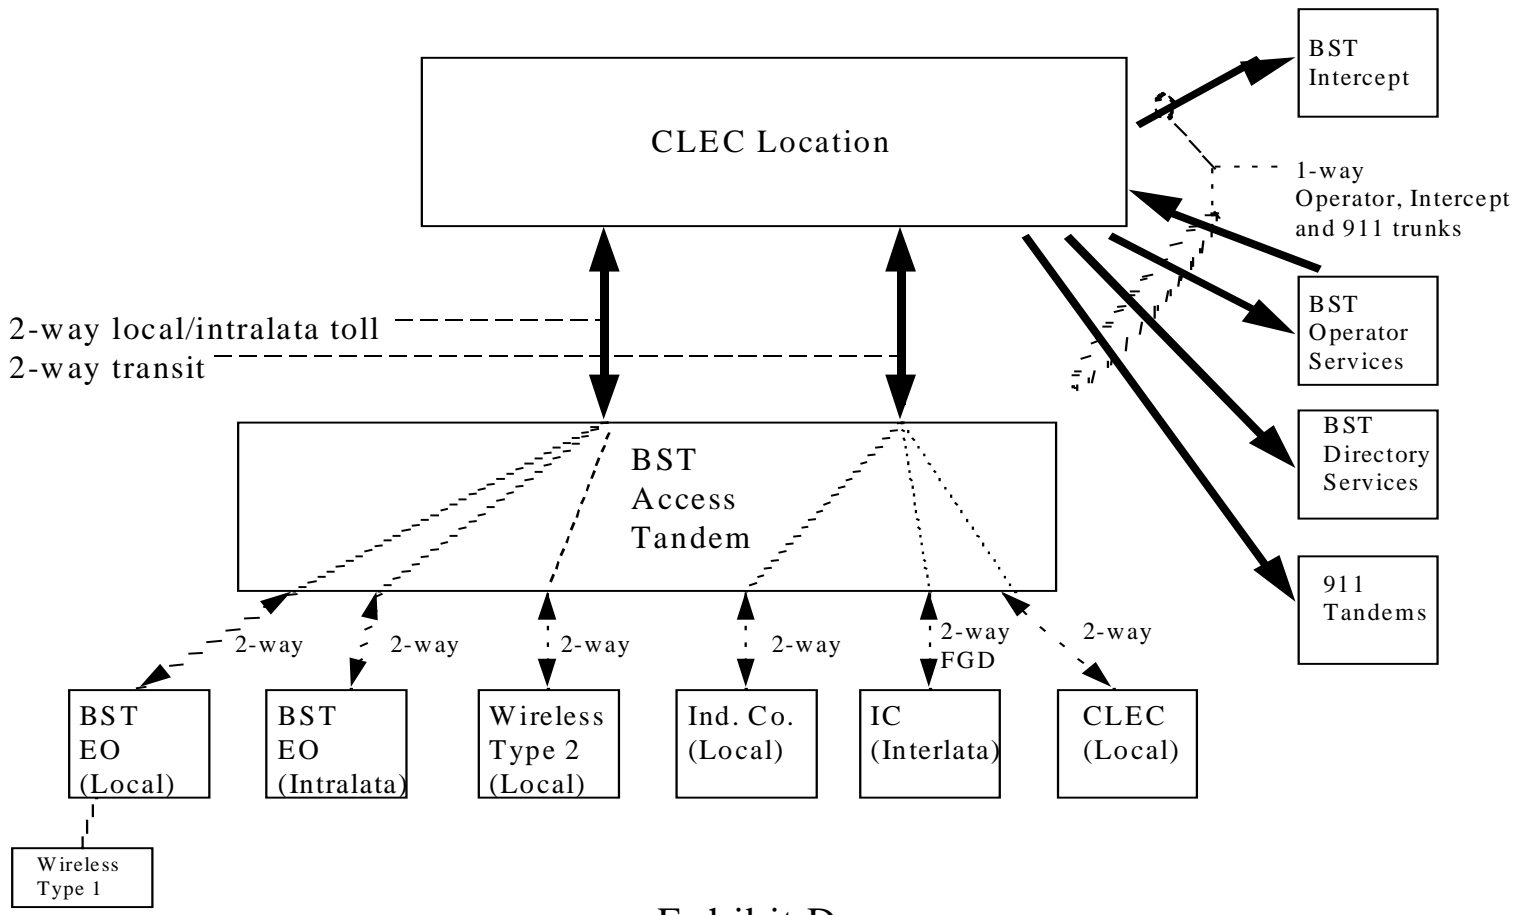 BST
Intercept
CLEC Location
1-way
Operator, Intercept
and 911 trunks
BST
Operator
Services
2-way local/intralata toll
2-way transit
BST
Directory
Services
BST
Access
Tandem
911
Tandems
2-way
2-way
2-way
2-way
2-way
FGD
2-way
BST
EO
(Local)
BST
EO
(Intralata)
Wireless
Type 2
(Local)
Ind. Co.
(Local)
IC
(Interlata)
CLEC
(Local)
Wireless
Type 1
Exhibit D